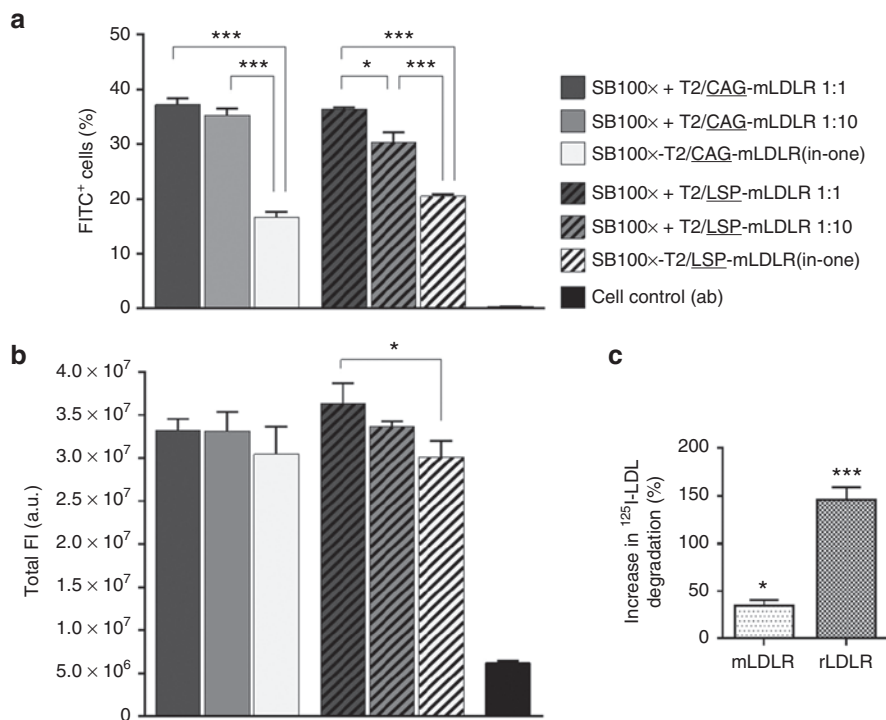 a
FITC⁺ cells (%)
50
40
30
20
10
0
***
***
***
*
***
SB100× + T2/CAG-mLDLR 1:1
SB100× + T2/CAG-mLDLR 1:10
SB100×-T2/CAG-mLDLR(in-one)
SB100× + T2/LSP-mLDLR 1:1
SB100× + T2/LSP-mLDLR 1:10
SB100×-T2/LSP-mLDLR(in-one)
Cell control (ab)
b
Total FI (a.u.)
4.0 × 10⁷
3.5 × 10⁷
3.0 × 10⁷
2.5 × 10⁷
2.0 × 10⁷
1.5 × 10⁷
1.0 × 10⁷
5.0 × 10⁶
0
*
c
Increase in ¹²⁵I-LDL
degradation (%)
200
150
100
50
0
*
***
mLDLR rLDLR